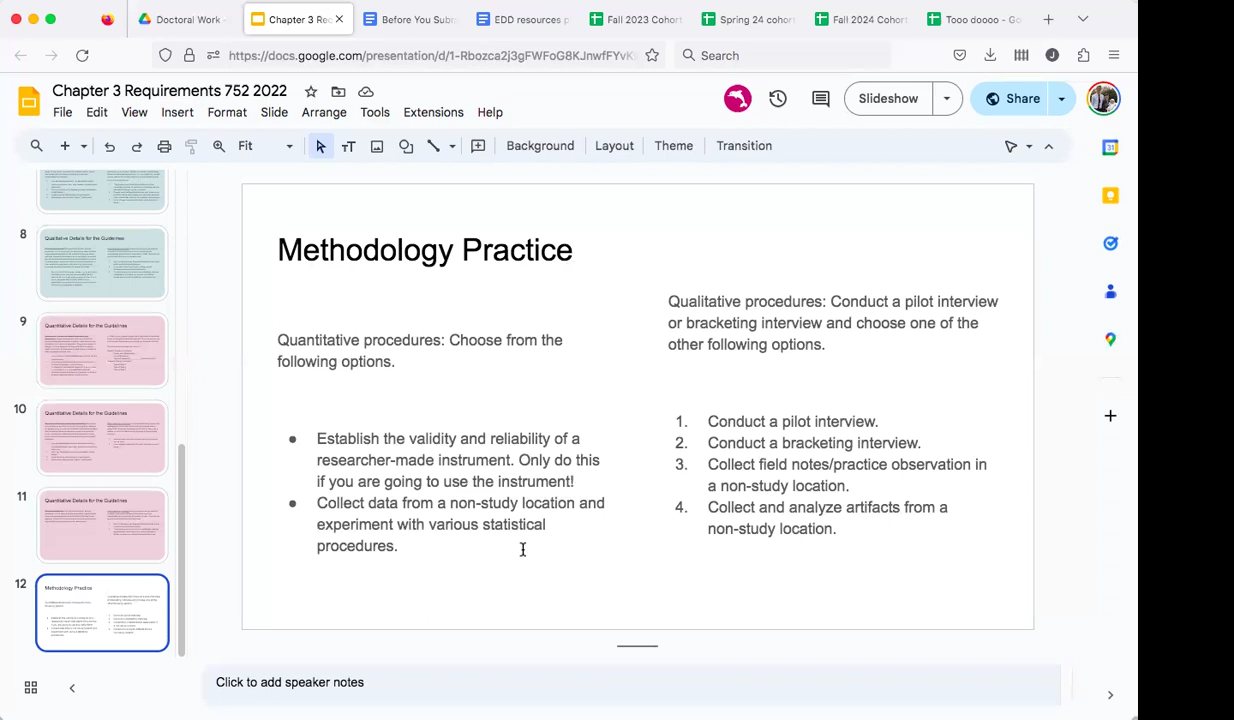 Doctoral Work -
Chapter 3 Rec
Before You Sub
EDD resources p
Fall 2023 Cohort
Spring 24 cohort
Fall 2024 Cohort
Tooo doooo - Go
https://docs.google.com/presentation/d/1-Rbozca2j3gFWFoG8KJnwfFYvK
Search
Chapter 3 Requirements 752 2022
File Edit View Insert Format Slide Arrange Tools Extensions Help
Slideshow
Share
Fit
Background
Layout
Theme
Transition
8
Qualitative Details for the Guidelines
9
Quantitative Details for the Guidelines
10
Quantitative Details for the Guidelines
11
Quantitative Details for the Guidelines
12
Methodology Practice
Methodology Practice
Quantitative procedures: Choose from the
following options.
● Establish the validity and reliability of a
researcher-made instrument. Only do this
if you are going to use the instrument!
● Collect data from a non-study location and
experiment with various statistical
procedures.
Qualitative procedures: Conduct a pilot interview
or bracketing interview and choose one of the
other following options.
1. Conduct a pilot interview.
2. Conduct a bracketing interview.
3. Collect field notes/practice observation in
a non-study location.
4. Collect and analyze artifacts from a
non-study location.
Click to add speaker notes